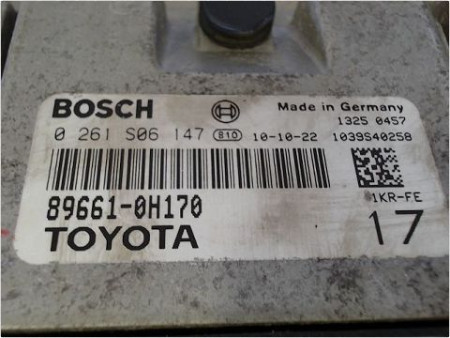 BOSCH Made in Germany
1325 0457
0 261 S06 147 810 10-10-22 1039S40258
89661-0H170 1KR-FE
TOYOTA 17